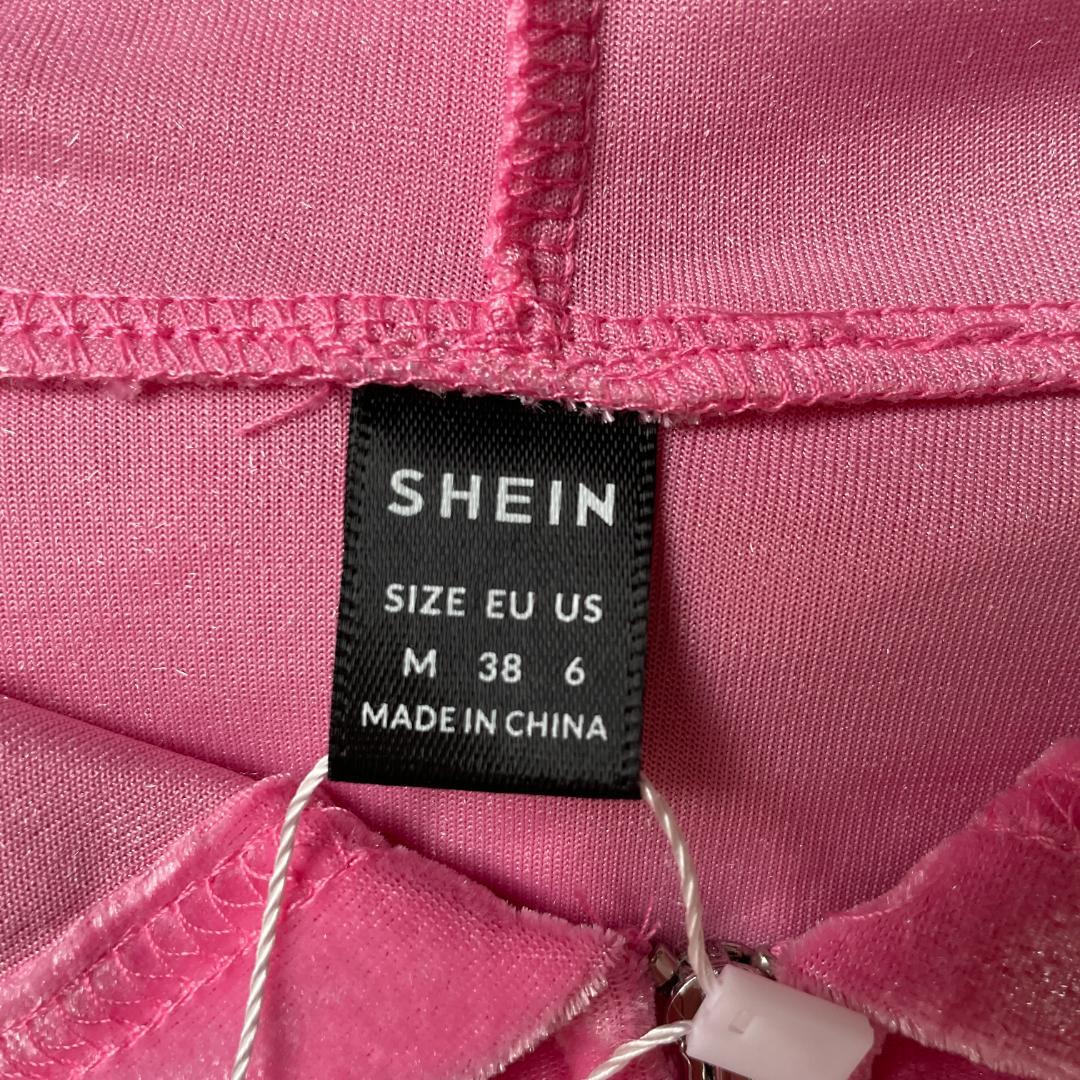 SHEIN
SIZE EU US
M 38 6
MADE IN CHINA